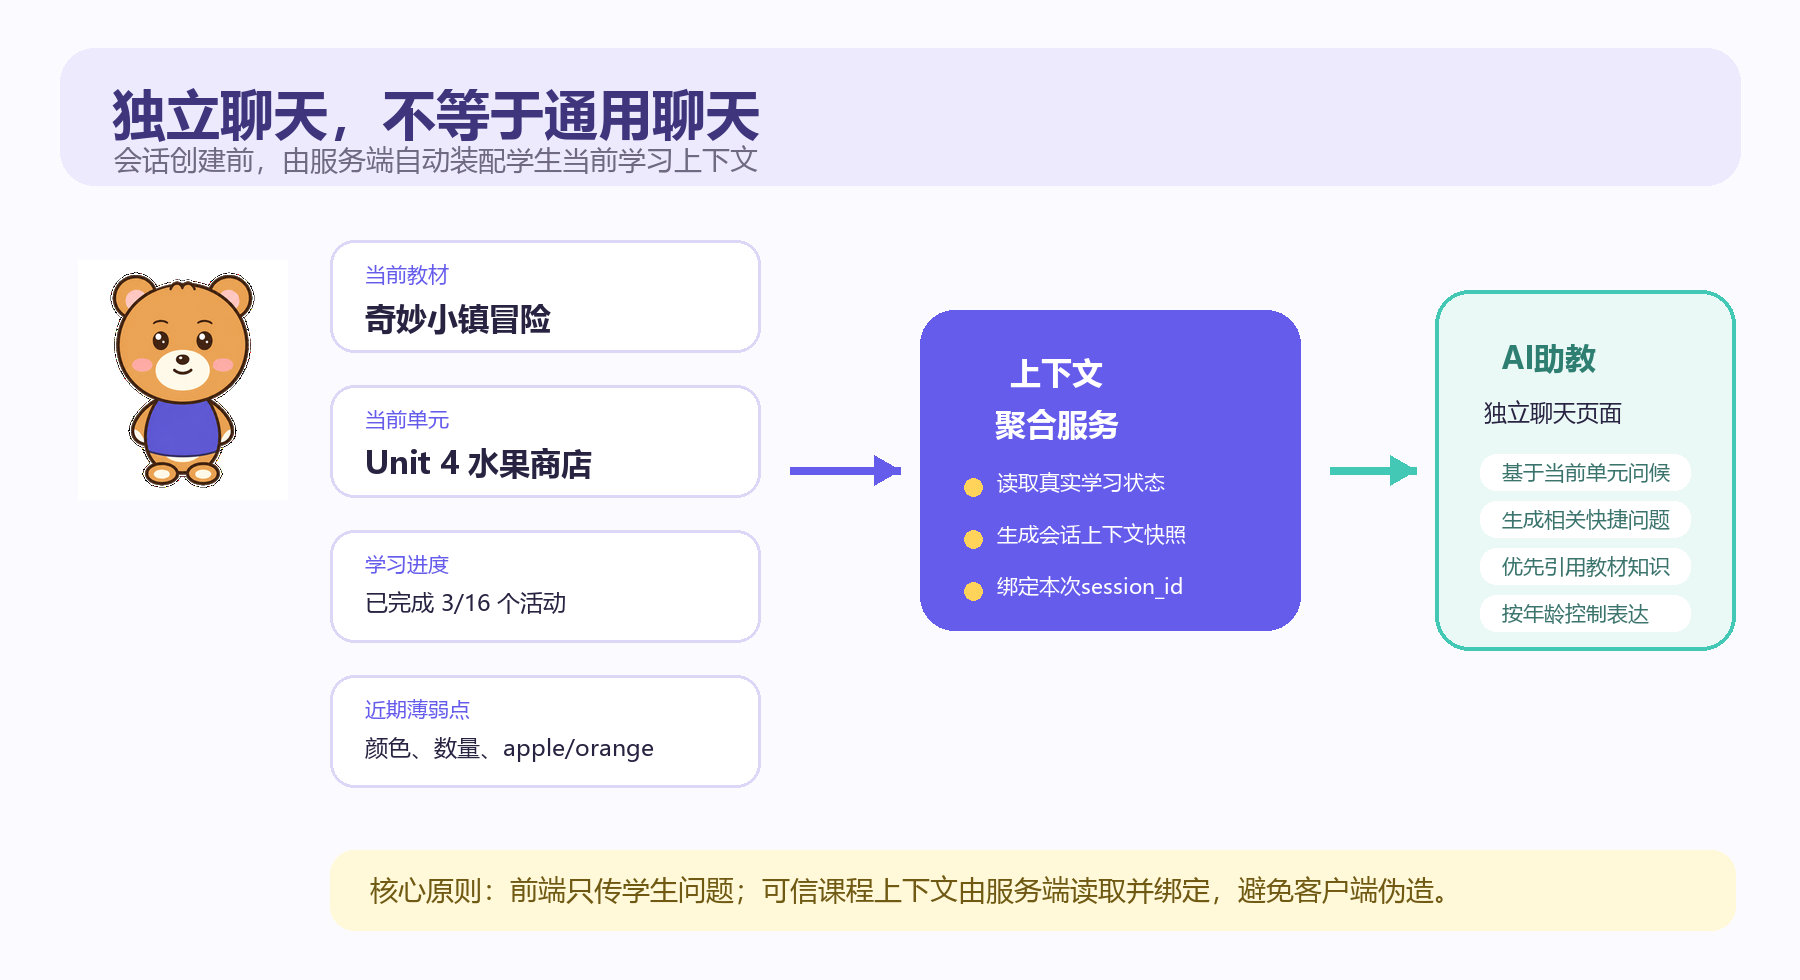 独立聊天，不等于通用聊天
会话创建前，由服务端自动装配学生当前学习上下文
当前教材
奇妙小镇冒险
当前单元
Unit 4 水果商店
学习进度
已完成 3/16 个活动
近期薄弱点
颜色、数量、apple/orange
上下文
聚合服务
读取真实学习状态
生成会话上下文快照
绑定本次session_id
AI助教
独立聊天页面
基于当前单元问候
生成相关快捷问题
优先引用教材知识
按年龄控制表达
核心原则：前端只传学生问题；可信课程上下文由服务端读取并绑定，避免客户端伪造。